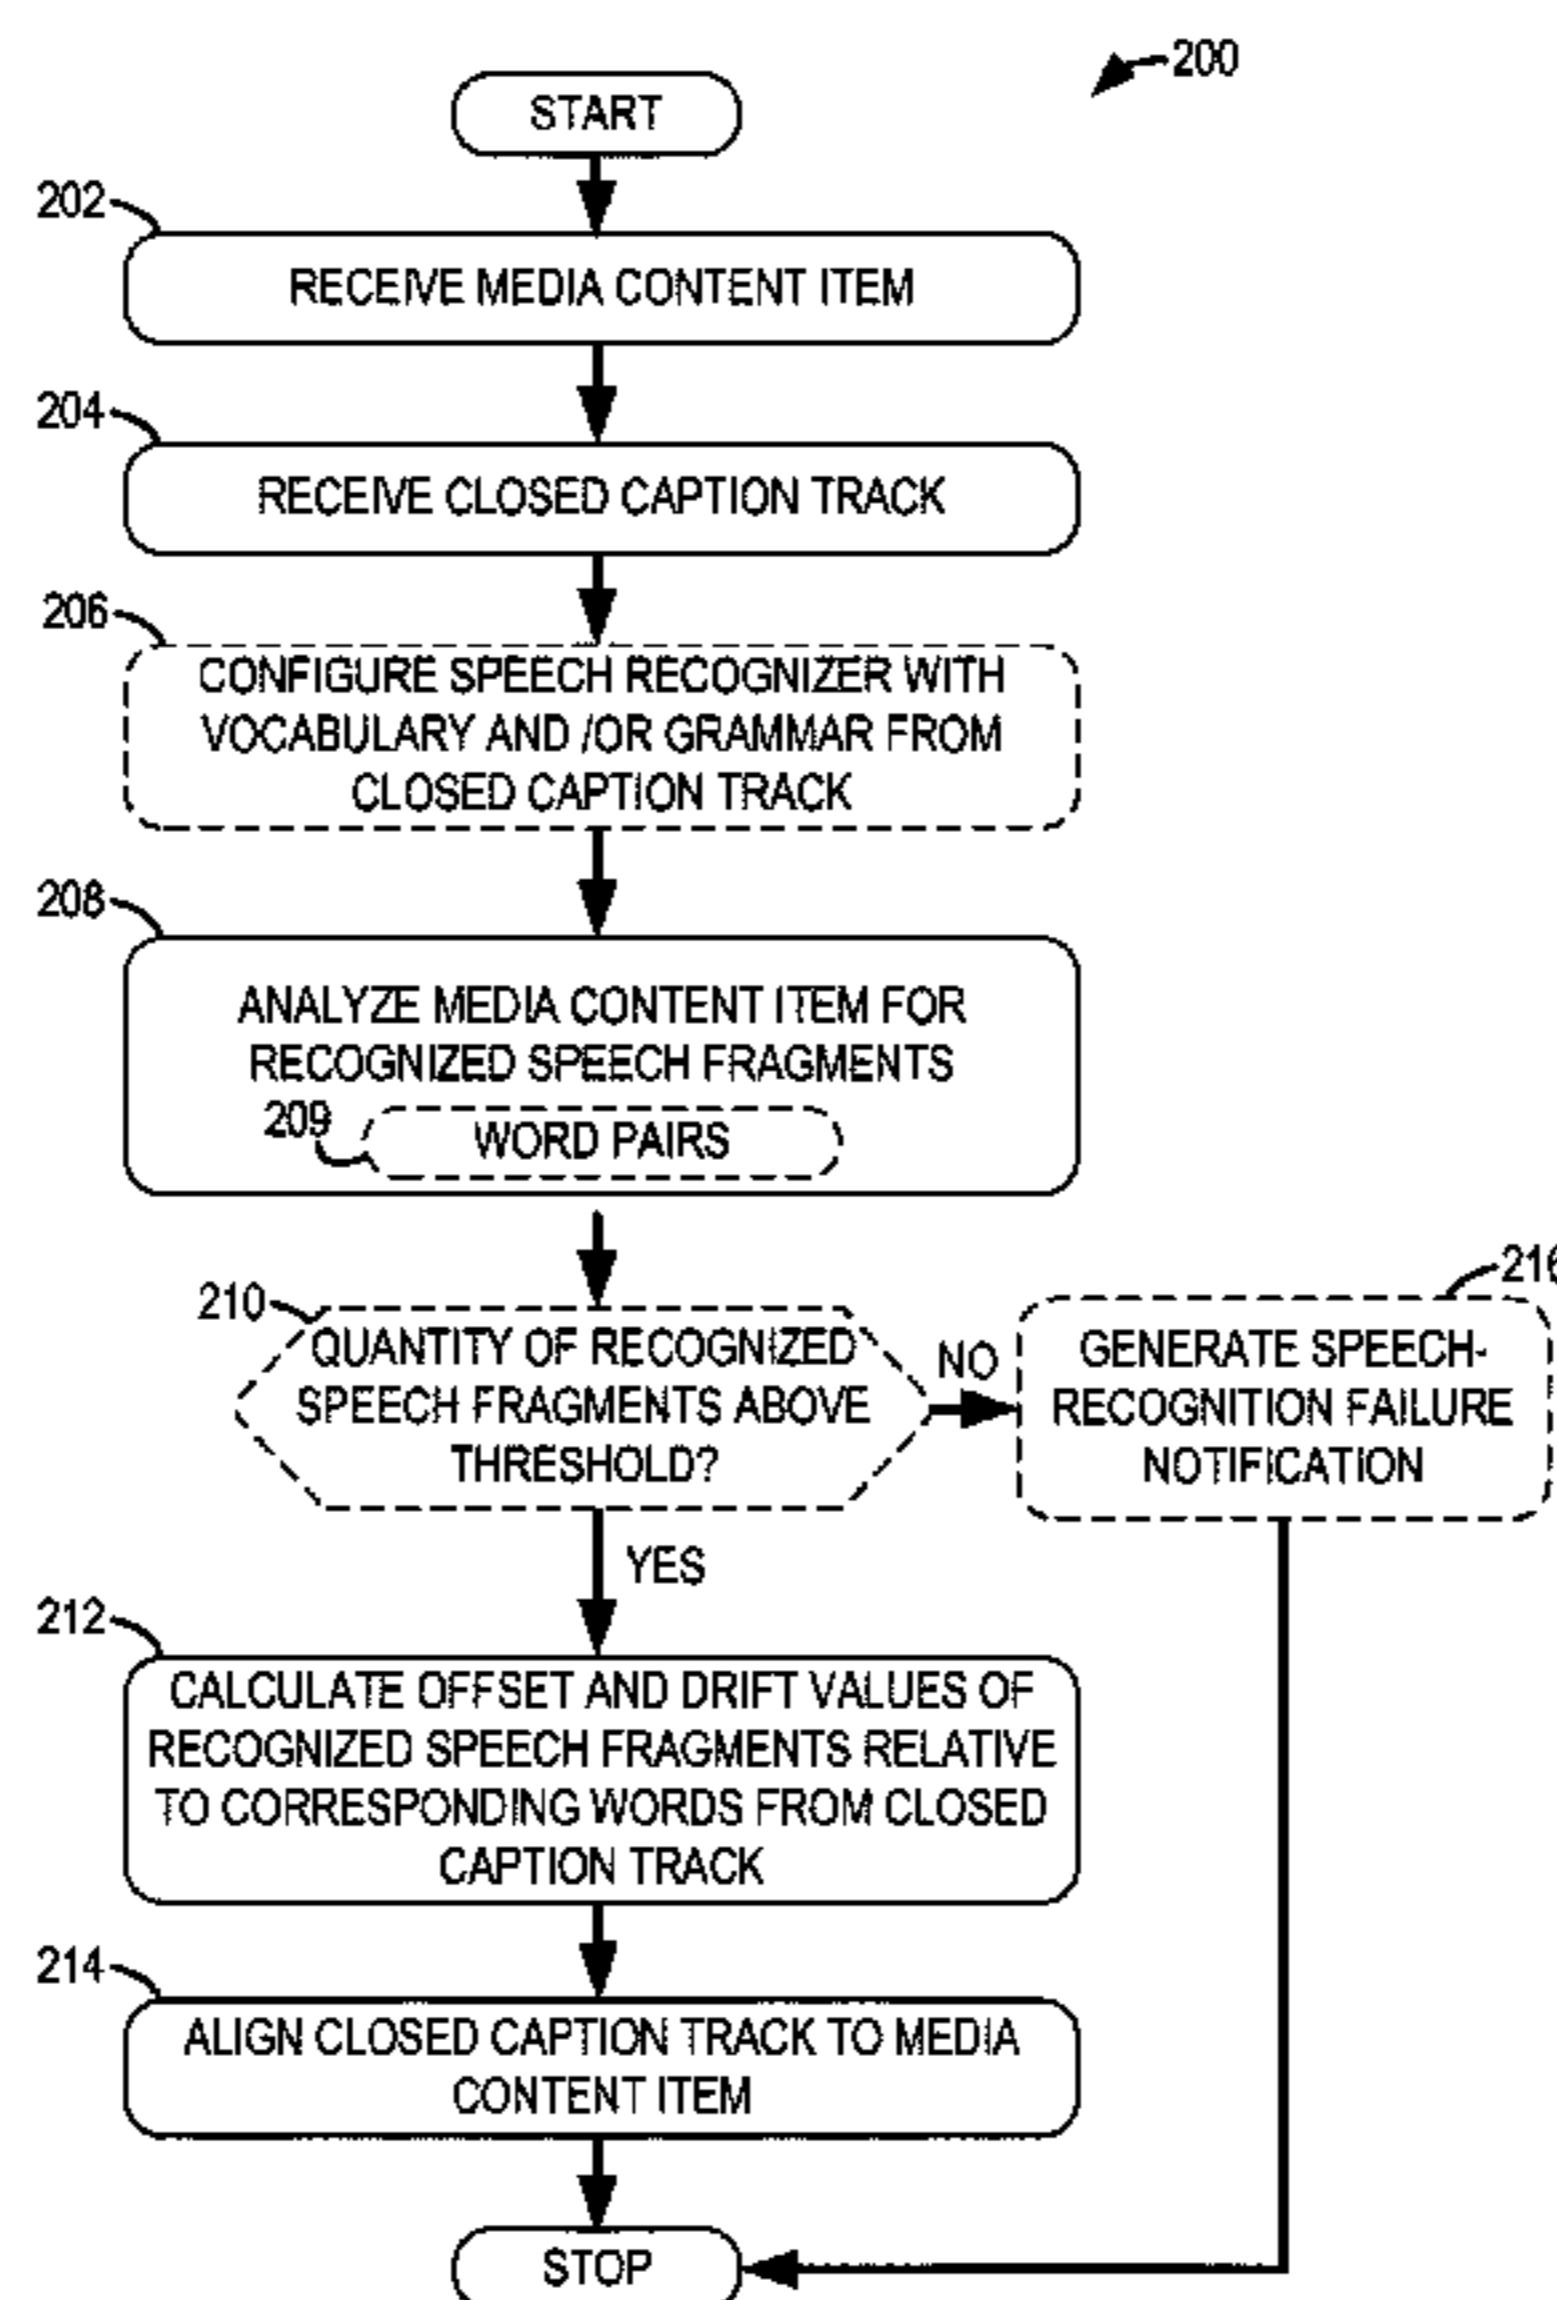 200
START
202
RECEIVE MEDIA CONTENT ITEM
204
RECEIVE CLOSED CAPTION TRACK
206
CONFIGURE SPEECH RECOGNIZER WITH
VOCABULARY AND /OR GRAMMAR FROM
CLOSED CAPTION TRACK
208
ANALYZE MEDIA CONTENT ITEM FOR
RECOGNIZED SPEECH FRAGMENTS
209
WORD PAIRS
210
QUANTITY OF RECOGNIZED
SPEECH FRAGMENTS ABOVE
THRESHOLD?
NO
216
GENERATE SPEECH-
RECOGNITION FAILURE
NOTIFICATION
YES
212
CALCULATE OFFSET AND DRIFT VALUES OF
RECOGNIZED SPEECH FRAGMENTS RELATIVE
TO CORRESPONDING WORDS FROM CLOSED
CAPTION TRACK
214
ALIGN CLOSED CAPTION TRACK TO MEDIA
CONTENT ITEM
STOP